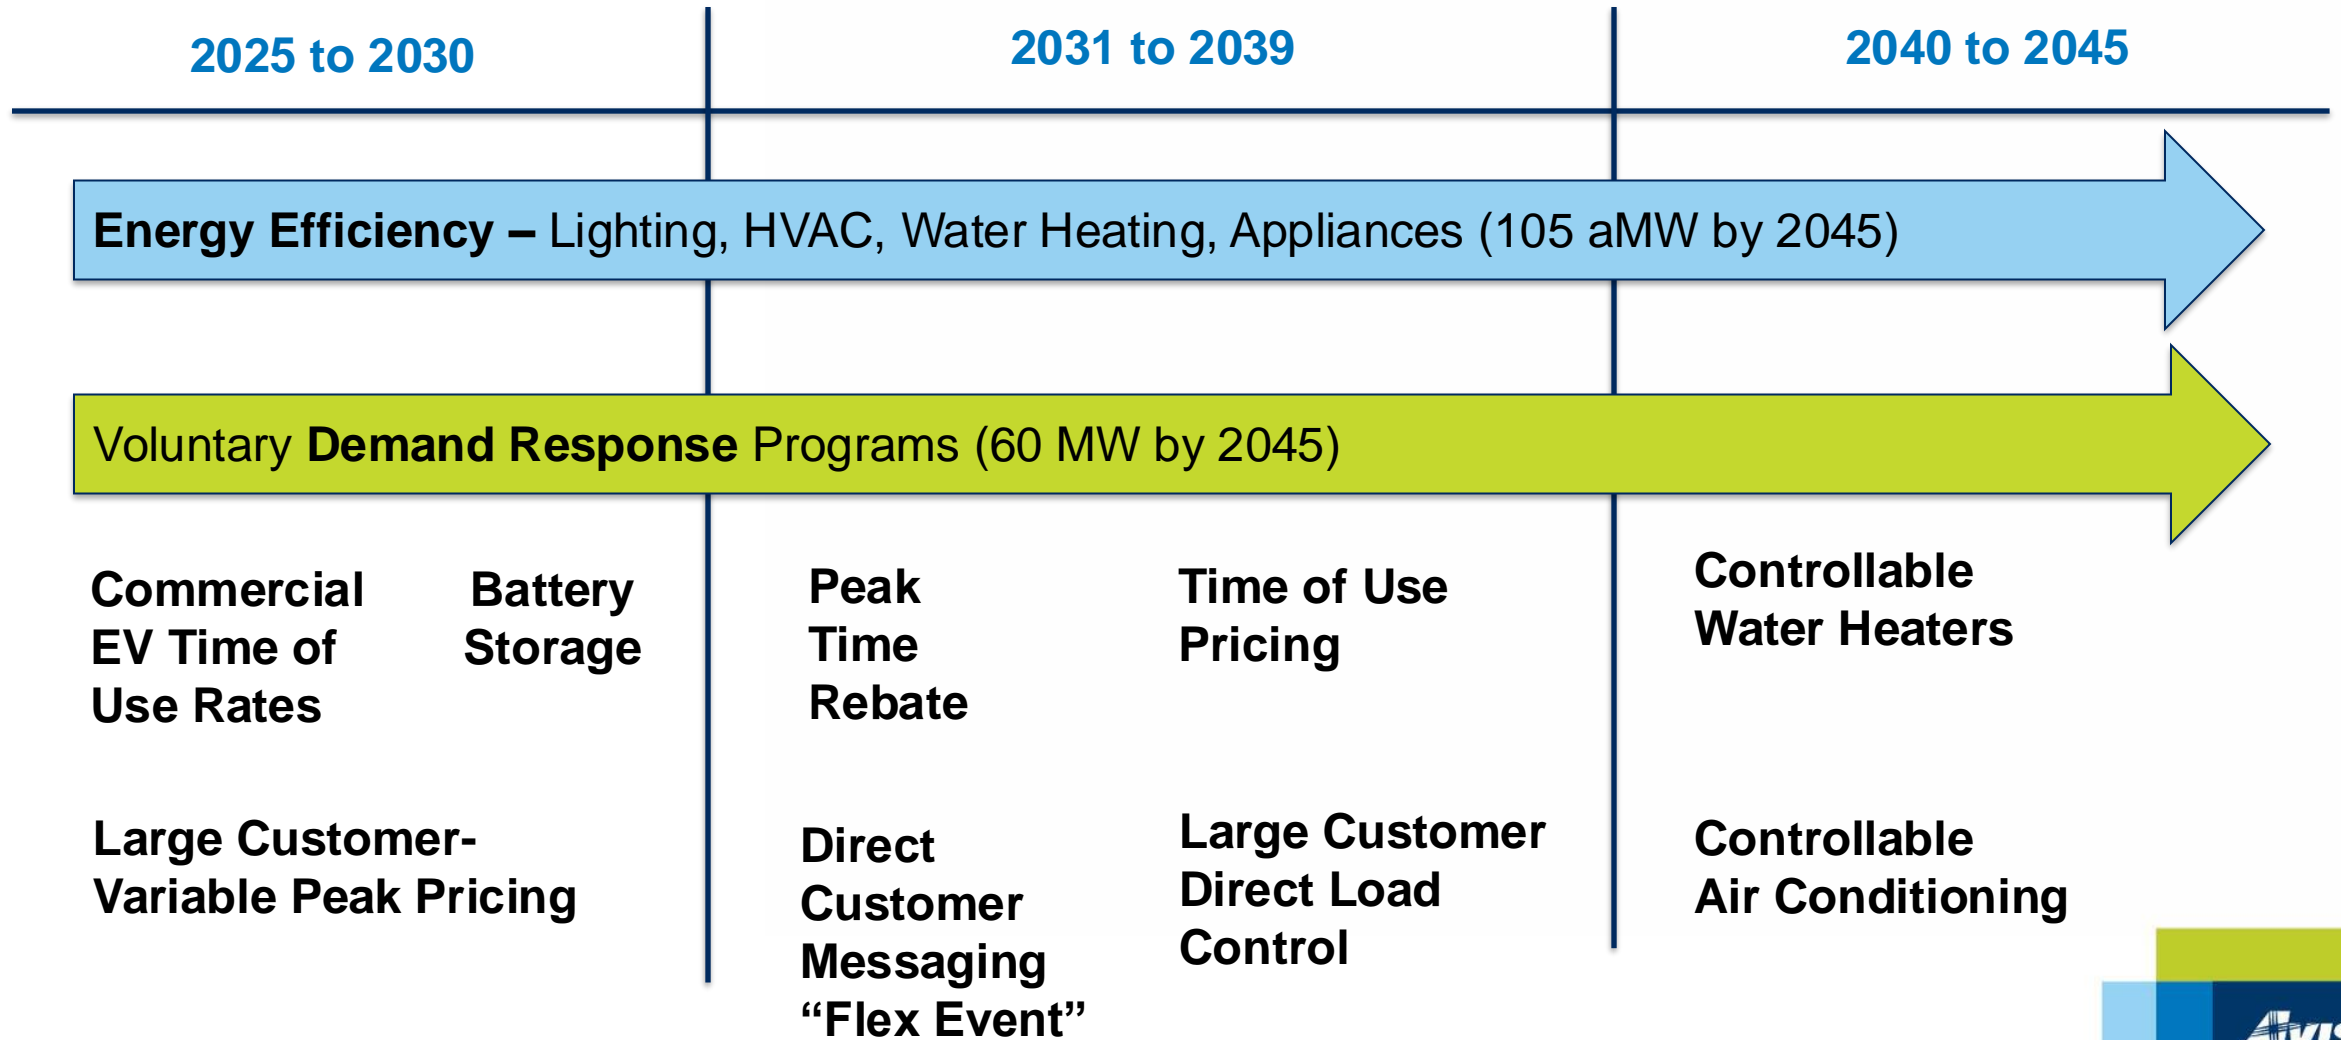 2025 to 2030
2031 to 2039
2040 to 2045
Energy Efficiency – Lighting, HVAC, Water Heating, Appliances (105 aMW by 2045)
Voluntary Demand Response Programs (60 MW by 2045)
Commercial
EV Time of
Use Rates
Battery
Storage
Large Customer-
Variable Peak Pricing
Peak
Time
Rebate
Time of Use
Pricing
Direct
Customer
Messaging
“Flex Event”
Large Customer
Direct Load
Control
Controllable
Water Heaters
Controllable
Air Conditioning